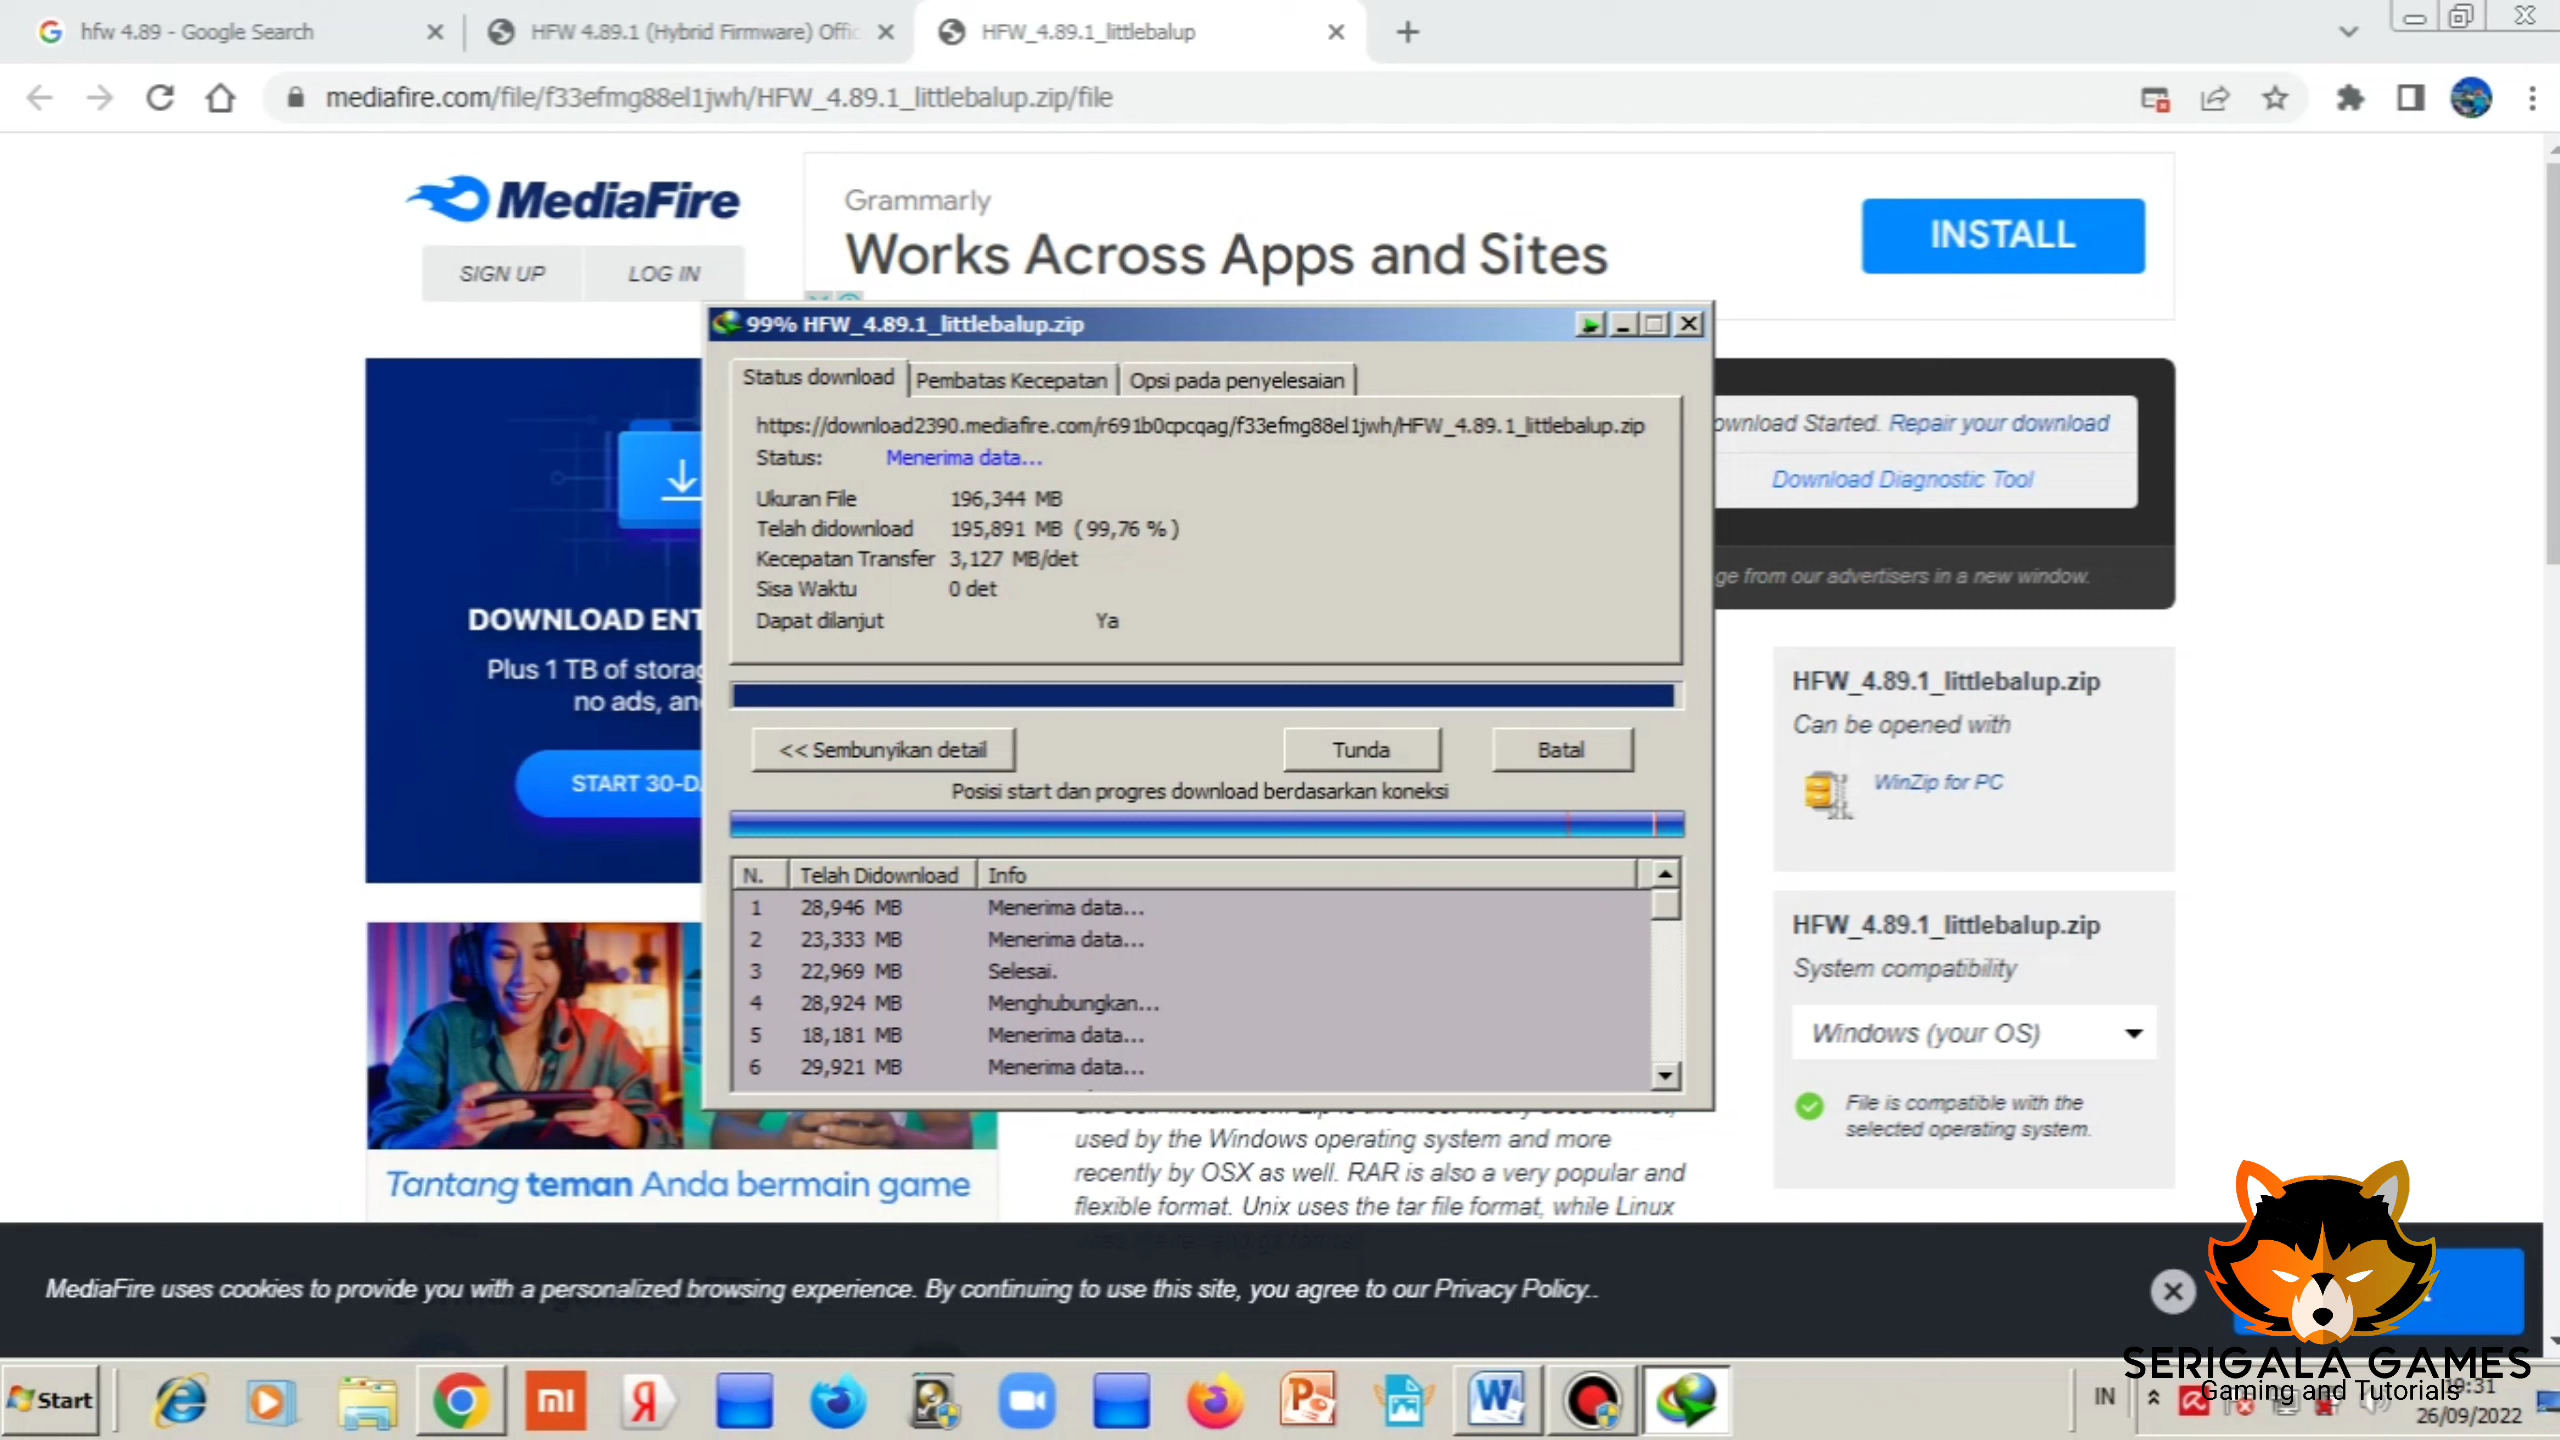 hfw 4.89 - Google Search
HFW 4.89.1 (Hybrid Firmware) Offic
HFW_4.89.1_littlebalup
mediafire.com/file/f33efmg88el1jwh/HFW_4.89.1_littlebalup.zip/file
MediaFire
SIGN UP
LOG IN
Grammarly
Works Across Apps and Sites
INSTALL
99% HFW_4.89.1_littlebalup.zip
Status download
Pembatas Kecepatan
Opsi pada penyelesaian
https://download2390.mediafire.com/r691b0cpcqag/f33efmg88el1jwh/HFW_4.89.1_littlebalup.zip
Status: Menerima data...
Ukuran File 196,344 MB
Telah didownload 195,891 MB ( 99,76 % )
Kecepatan Transfer 3,127 MB/det
Sisa Waktu 0 det
Dapat dilanjut Ya
<< Sembunyikan detail
Tunda
Batal
Posisi start dan progres download berdasarkan koneksi
N. Telah Didownload Info
1 28,946 MB Menerima data...
2 23,333 MB Menerima data...
3 22,969 MB Selesai.
4 28,924 MB Menghubungkan...
5 18,181 MB Menerima data...
6 29,921 MB Menerima data...
ownload Started. Repair your download
Download Diagnostic Tool
ge from our advertisers in a new window.
DOWNLOAD ENT
Plus 1 TB of storag
no ads, an
START 30-D
HFW_4.89.1_littlebalup.zip
Can be opened with
WinZip for PC
HFW_4.89.1_littlebalup.zip
System compatibility
Windows (your OS)
File is compatible with the
selected operating system.
Tantang teman Anda bermain game
used by the Windows operating system and more
recently by OSX as well. RAR is also a very popular and
flexible format. Unix uses the tar file format, while Linux
MediaFire uses cookies to provide you with a personalized browsing experience. By continuing to use this site, you agree to our Privacy Policy..
SERIGALA GAMES
Gaming and Tutorials
Start
IN
19:31
26/09/2022